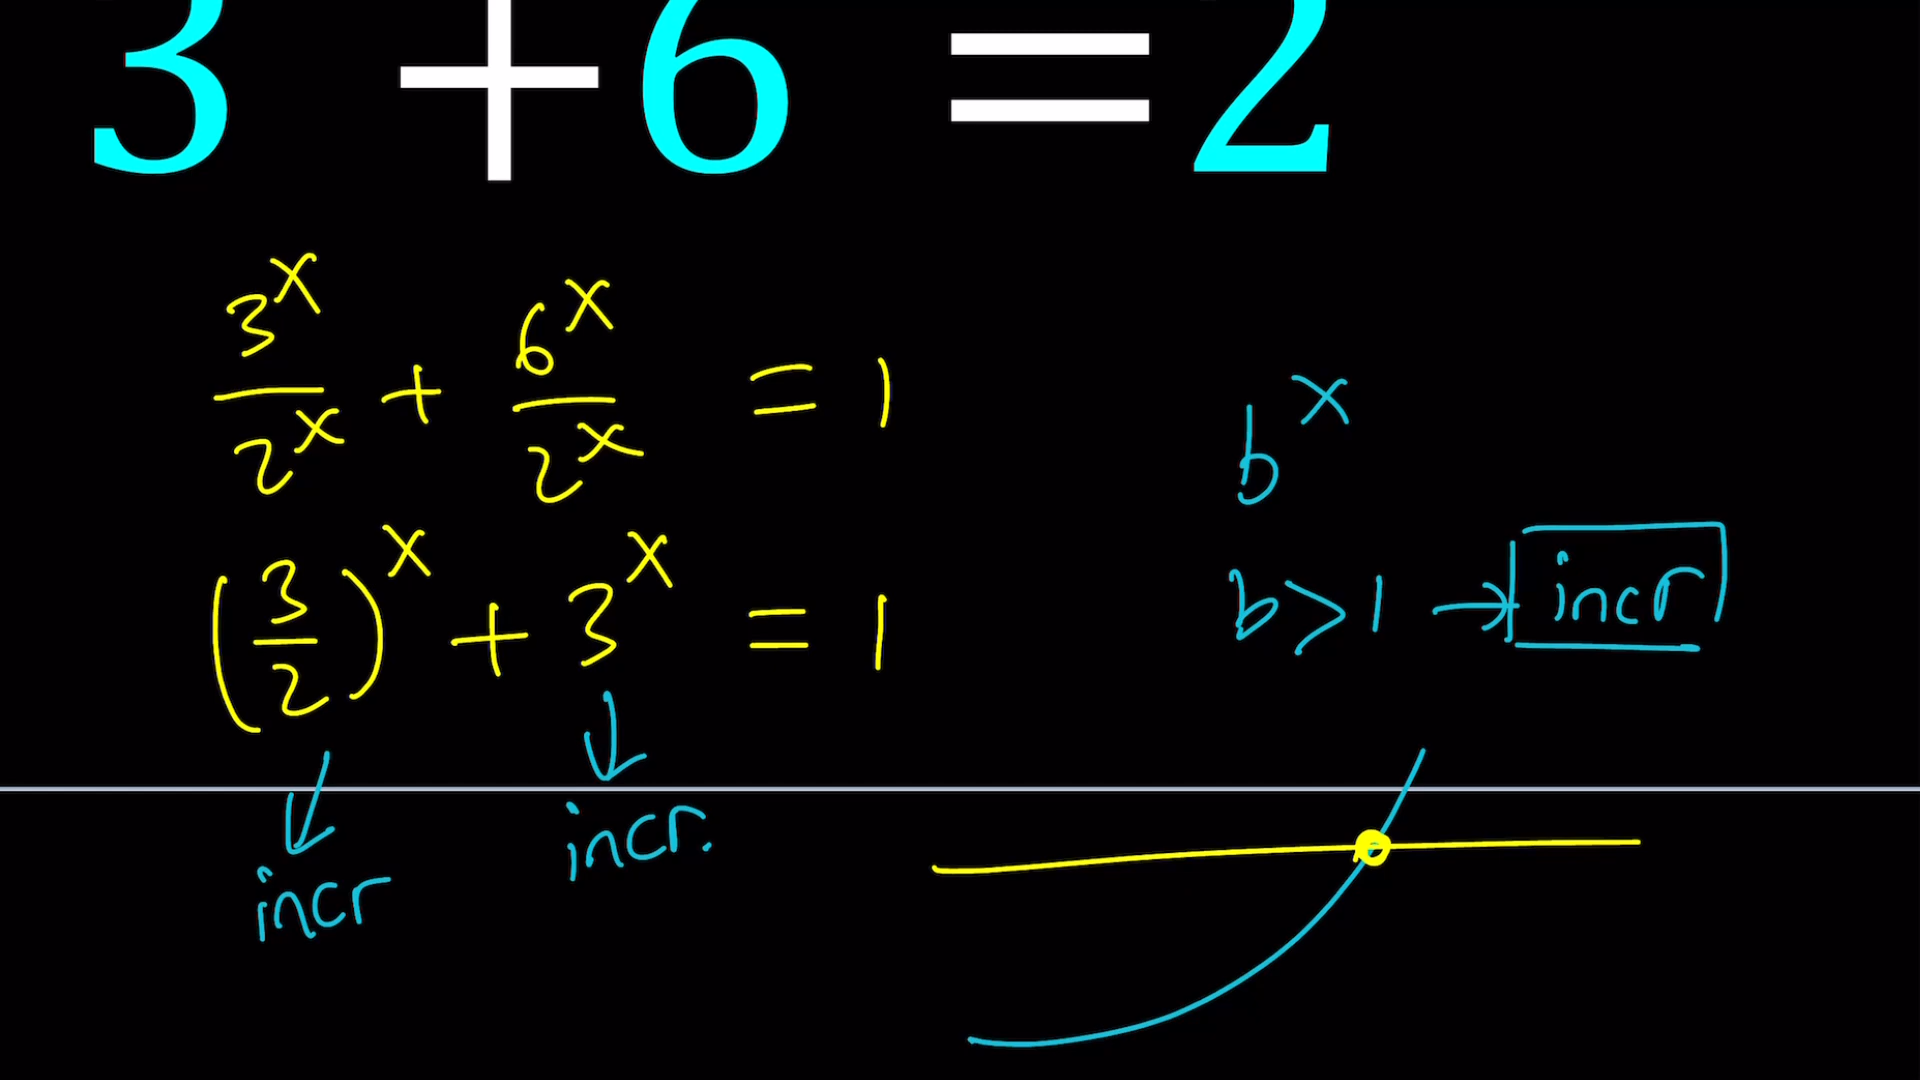 3 + 6 = 2
3^x/2^x + 6^x/2^x = 1
b^x
(3/2)^x + 3^x = 1
b > 1 → incr
incr incr.